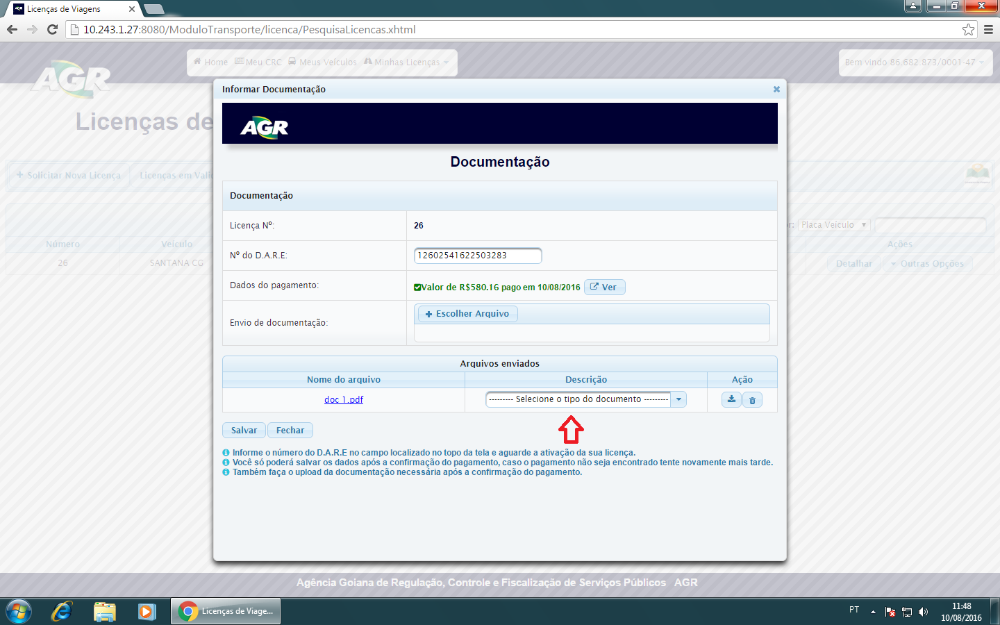 Licenças de Viagens
10.243.1.27:8080/ModuloTransporte/licenca/PesquisaLicencas.xhtml
AGR
Home Meu CRC Meus Veículos Minhas Licenças
Bem vindo 86.682.873/0001-47
Licenças de
Solicitar Nova Licença
Licenças em
Placa Veículo
Número
Veículo
Ações
26
SANTANA CG
Detalhar
Outras Opções
Informar Documentação
AGR
Documentação
Documentação
Licença Nº: 26
Nº do D.A.R.E: 12602541622503283
Dados do pagamento: Valor de R$580.16 pago em 10/08/2016 Ver
Envio de documentação: Escolher Arquivo
Arquivos enviados
Nome do arquivo Descrição Ação
doc 1.pdf --------- Selecione o tipo do documento ---------
Salvar Fechar
Informe o número do D.A.R.E no campo localizado no topo da tela e aguarde a ativação da sua licença.
Você só poderá salvar os dados após a confirmação do pagamento, caso o pagamento não seja encontrado tente novamente mais tarde.
Também faça o upload da documentação necessária após a confirmação do pagamento.
Agência Goiana de Regulação, Controle e Fiscalização de Serviços Públicos AGR
Licenças de Viage...
PT
11:48
10/08/2016